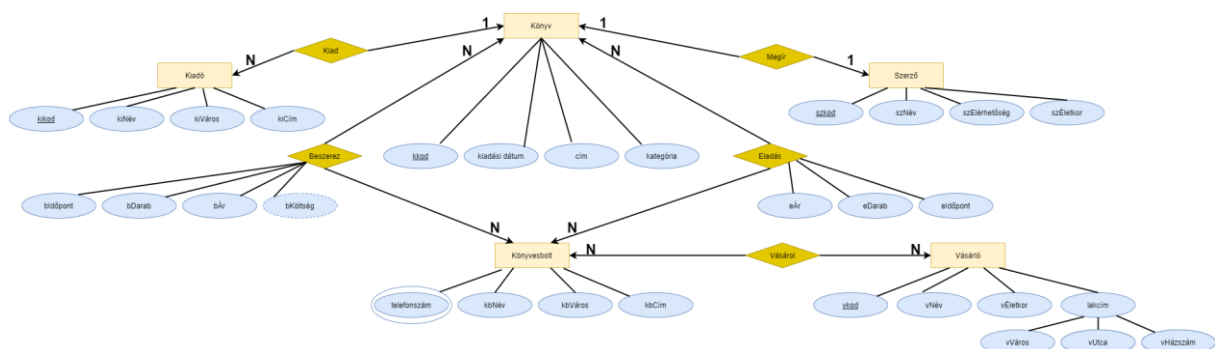 Könyv
1
1
Kiad
N
N
Megír
N
1
Kiadó
Szerző
kikod
kiNév
kiVáros
kiCím
szkod
szNév
szElérhetőség
szÉletkor
Beszerez
kkod
kiadási dátum
cím
kategória
Eladás
bIdőpont
bDarab
bÁr
bKöltség
eÁr
eDarab
eIdőpont
N
N
Könyvesbolt
N
Vásárol
N
Vásárló
telefonszám
kbNév
kbVáros
kbCím
vkod
vNév
vÉletkor
lakcím
vVáros
vUtca
vHázszám